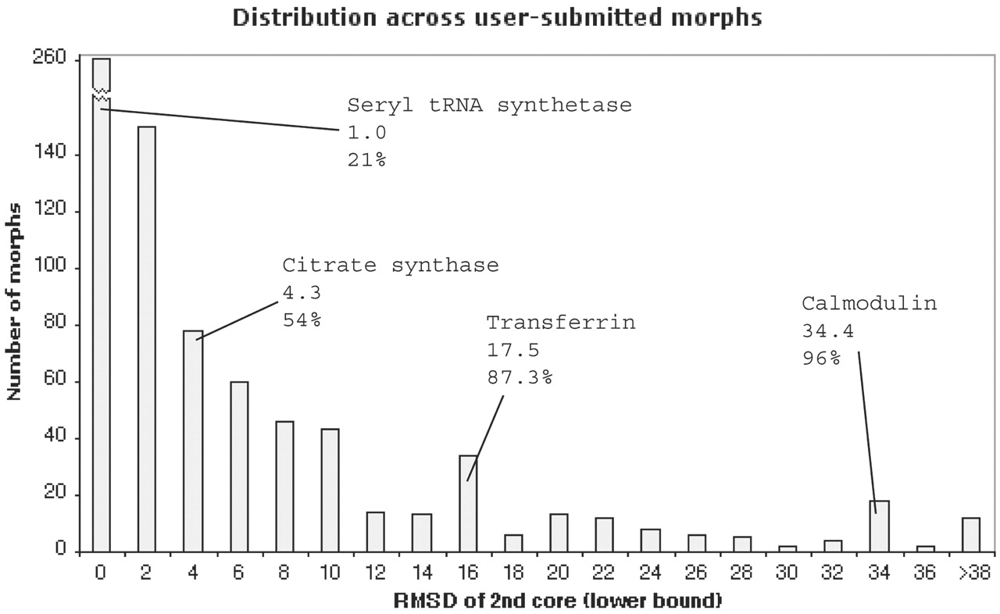 Distribution across user-submitted morphs
Number of morphs
260
140
120
100
80
60
40
20
0
Seryl tRNA synthetase
1.0
21%
Citrate synthase
4.3
54%
Transferrin
17.5
87.3%
Calmodulin
34.4
96%
0 2 4 6 8 10 12 14 16 18 20 22 24 26 28 30 32 34 36 >38
RMSD of 2nd core (lower bound)